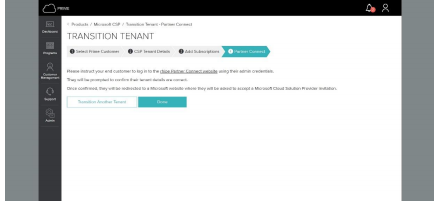 PRIME
/ Products / Microsoft CSP / Transition Tenant - Partner Connect
TRANSITION TENANT
1 Select Prime Customer 2 CSP Tenant Details 3 Add Subscriptions 4 Partner Connect
Please instruct your end customer to log in to the rhipe Partner Connect website using their admin credentials.
They will be prompted to confirm their tenant details are correct.
Once confirmed, they will be redirected to a Microsoft website where they will be asked to accept a Microsoft Cloud Solution Provider invitation.
Transition Another Tenant
Done
Dashboard
Programs
Customer Management
Support
Admin